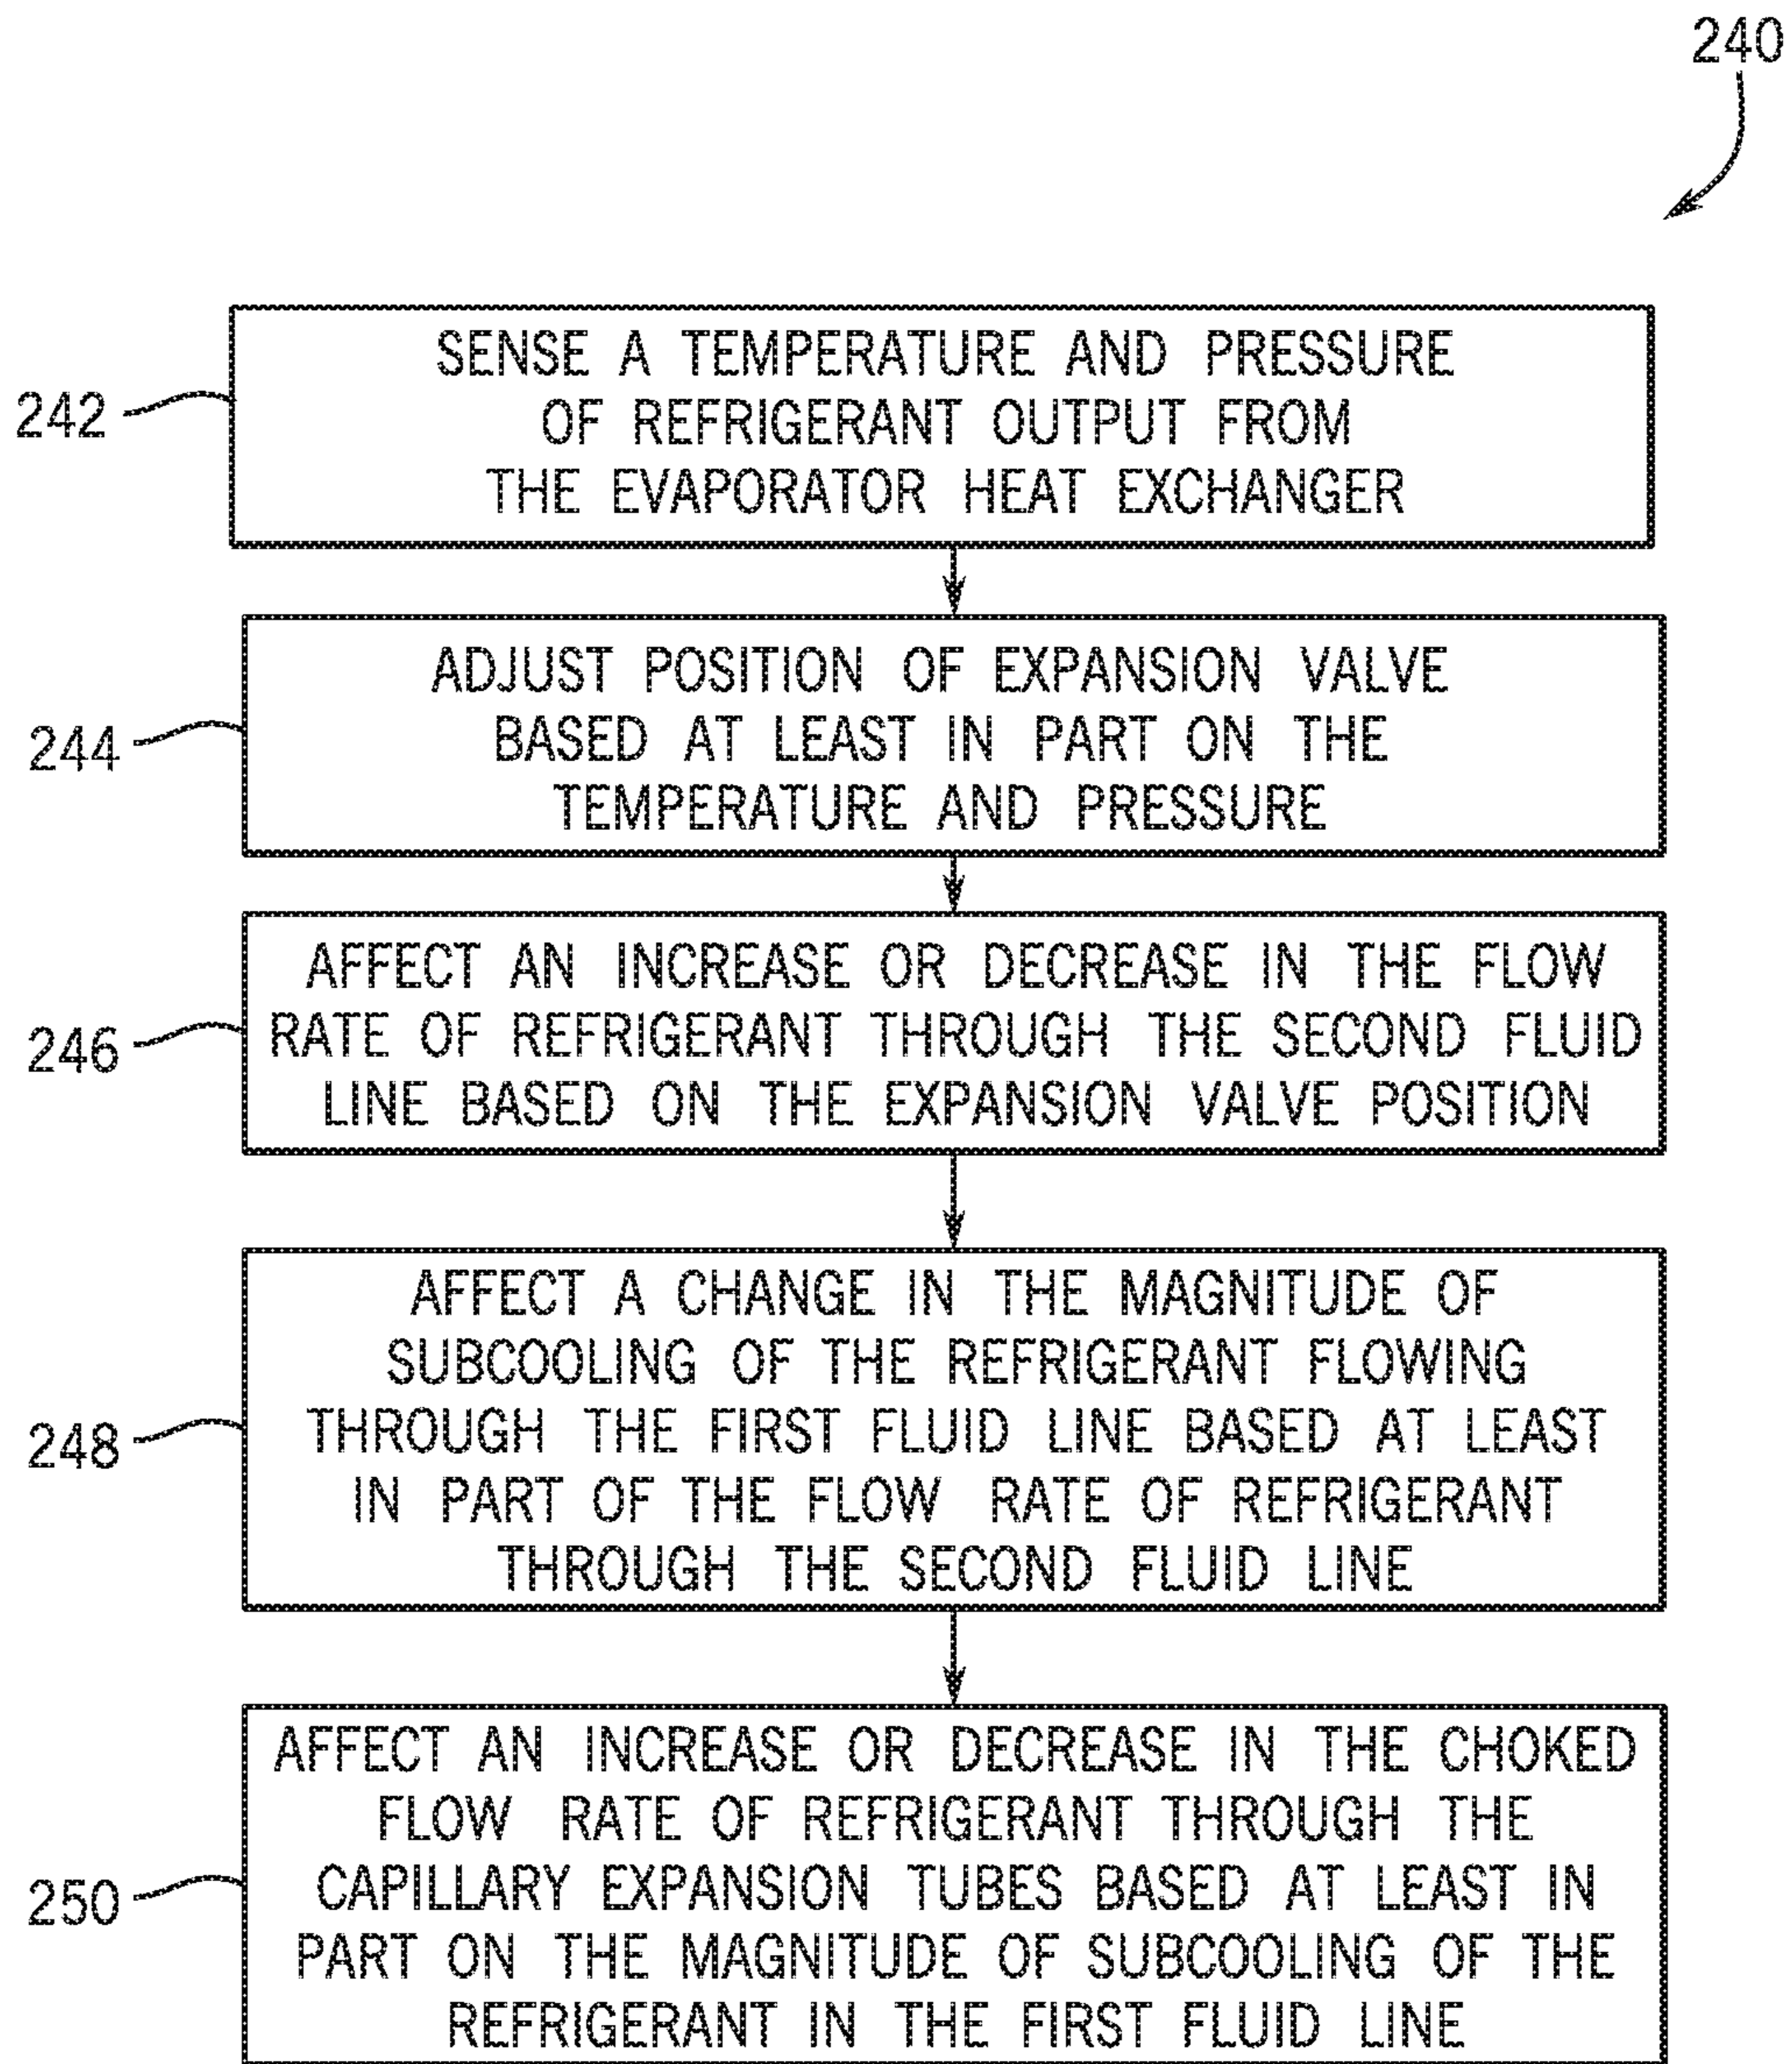 240
242
SENSE A TEMPERATURE AND PRESSURE
OF REFRIGERANT OUTPUT FROM
THE EVAPORATOR HEAT EXCHANGER
244
ADJUST POSITION OF EXPANSION VALVE
BASED AT LEAST IN PART ON THE
TEMPERATURE AND PRESSURE
246
AFFECT AN INCREASE OR DECREASE IN THE FLOW
RATE OF REFRIGERANT THROUGH THE SECOND FLUID
LINE BASED ON THE EXPANSION VALVE POSITION
248
AFFECT A CHANGE IN THE MAGNITUDE OF
SUBCOOLING OF THE REFRIGERANT FLOWING
THROUGH THE FIRST FLUID LINE BASED AT LEAST
IN PART OF THE FLOW RATE OF REFRIGERANT
THROUGH THE SECOND FLUID LINE
250
AFFECT AN INCREASE OR DECREASE IN THE CHOKED
FLOW RATE OF REFRIGERANT THROUGH THE
CAPILLARY EXPANSION TUBES BASED AT LEAST IN
PART ON THE MAGNITUDE OF SUBCOOLING OF THE
REFRIGERANT IN THE FIRST FLUID LINE